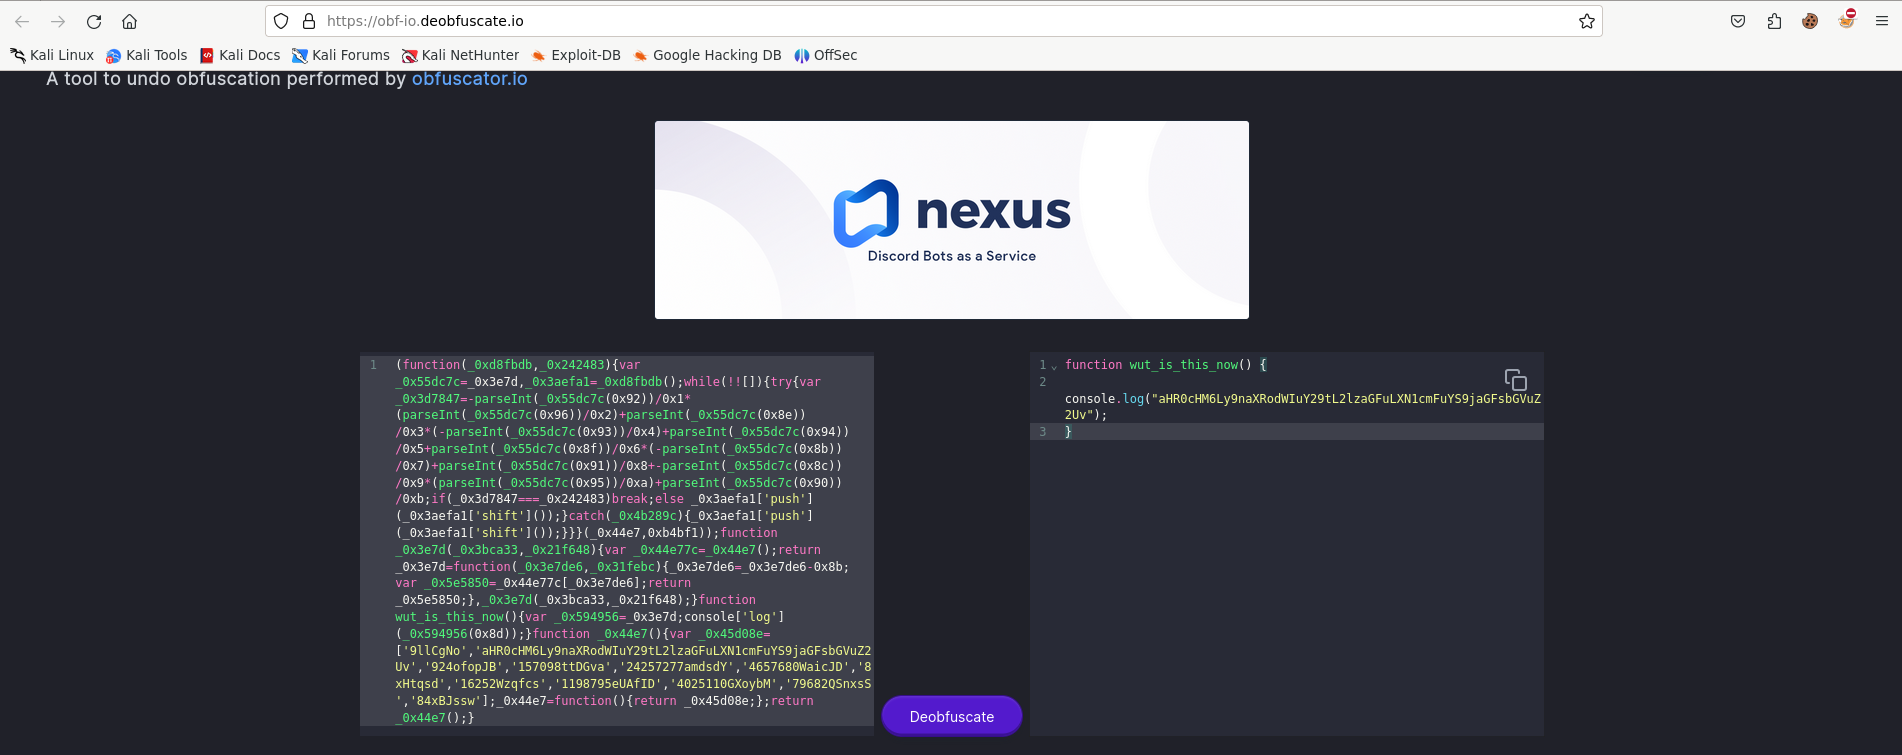 https://obf-io.deobfuscate.io
Kali Linux Kali Tools Kali Docs Kali Forums Kali NetHunter Exploit-DB Google Hacking DB OffSec
A tool to undo obfuscation performed by obfuscator.io
nexus
Discord Bots as a Service
1 (function(_0xd8fbdb,_0x242483){var
_0x55dc7c=_0x3e7d,_0x3aefa1=_0xd8fbdb();while(!![]){try{var
_0x3d7847=-parseInt(_0x55dc7c(0x92))/0x1*
(parseInt(_0x55dc7c(0x96))/0x2)+parseInt(_0x55dc7c(0x8e))
/0x3*(-parseInt(_0x55dc7c(0x93))/0x4)+parseInt(_0x55dc7c(0x94))
/0x5+parseInt(_0x55dc7c(0x8f))/0x6*(-parseInt(_0x55dc7c(0x8b))
/0x7)+parseInt(_0x55dc7c(0x91))/0x8+-parseInt(_0x55dc7c(0x8c))
/0x9*(parseInt(_0x55dc7c(0x95))/0xa)+parseInt(_0x55dc7c(0x90))
/0xb;if(_0x3d7847===_0x242483)break;else _0x3aefa1['push']
(_0x3aefa1['shift']());}catch(_0x4b289c){_0x3aefa1['push']
(_0x3aefa1['shift']());}}}(_0x44e7,0xb4bf1));function
_0x3e7d(_0x3bca33,_0x21f648){var _0x44e77c=_0x44e7();return
_0x3e7d=function(_0x3e7de6,_0x31febc){_0x3e7de6=_0x3e7de6-0x8b;
var _0x5e5850=_0x44e77c[_0x3e7de6];return
_0x5e5850;},_0x3e7d(_0x3bca33,_0x21f648);}function
wut_is_this_now(){var _0x594956=_0x3e7d;console['log']
(_0x594956(0x8d));}function _0x44e7(){var _0x45d08e=
['9llCgNo','aHR0cHM6Ly9naXRodWIuY29tL2lzaGFuLXN1cmFuYS9jaGFsbGVuZ2
Uv','924ofopJB','157098ttDGva','24257277amdsdY','4657680WaicJD','8
xHtqsd','16252Wzqfcs','1198795eUAfID','4025110GXoybM','79682QSnxsS
','84xBJssw'];_0x44e7=function(){return _0x45d08e;};return
_0x44e7();}
Deobfuscate
1 function wut_is_this_now() {
2
console.log("aHR0cHM6Ly9naXRodWIuY29tL2lzaGFuLXN1cmFuYS9jaGFsbGVuZ
2Uv");
3 }